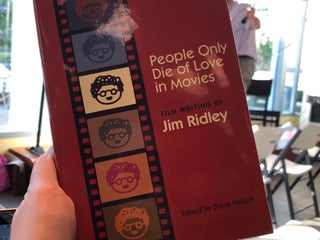 People Only
Die of Love
in Movies
FILM WRITING BY
Jim Ridley
Edited by Steve Haruch